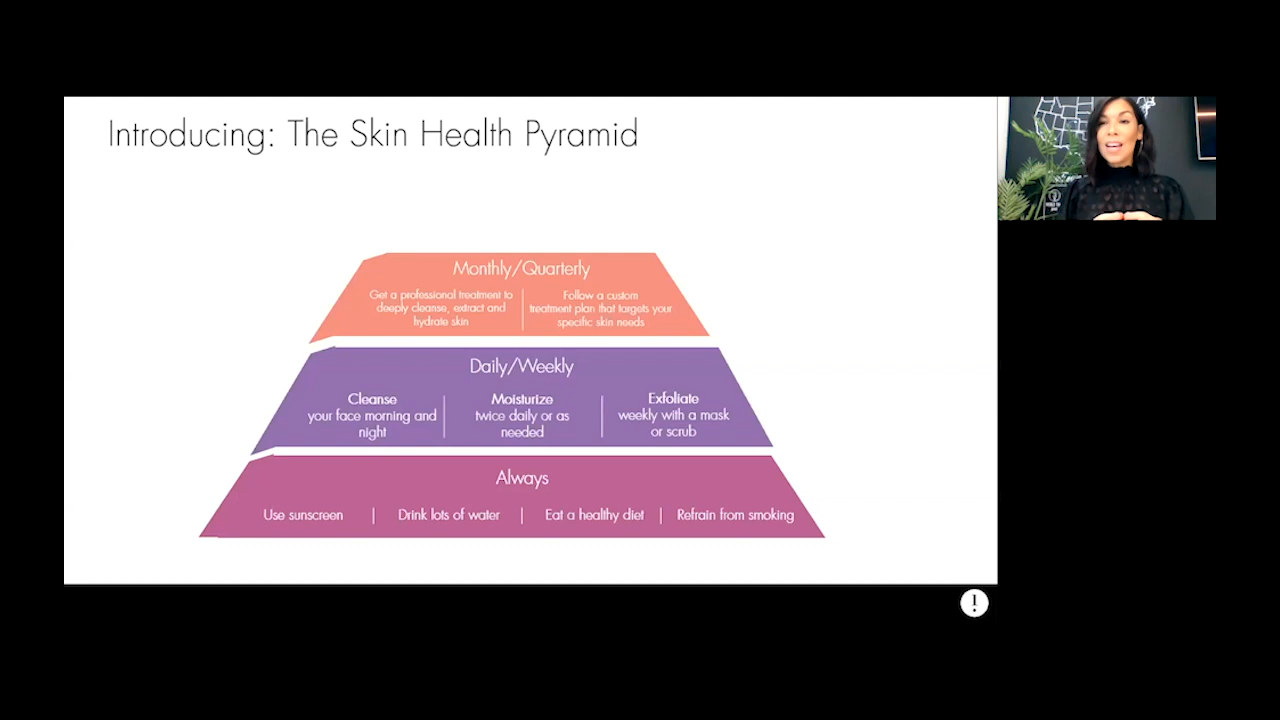 Introducing: The Skin Health Pyramid
Monthly/Quarterly
Get a professional treatment to
deeply cleanse, extract and
hydrate skin
Follow a custom
treatment plan that targets your
specific skin needs
Daily/Weekly
Cleanse
your face morning and
night
Moisturize
twice daily or as
needed
Exfoliate
weekly with a mask
or scrub
Always
Use sunscreen
Drink lots of water
Eat a healthy diet
Refrain from smoking
!